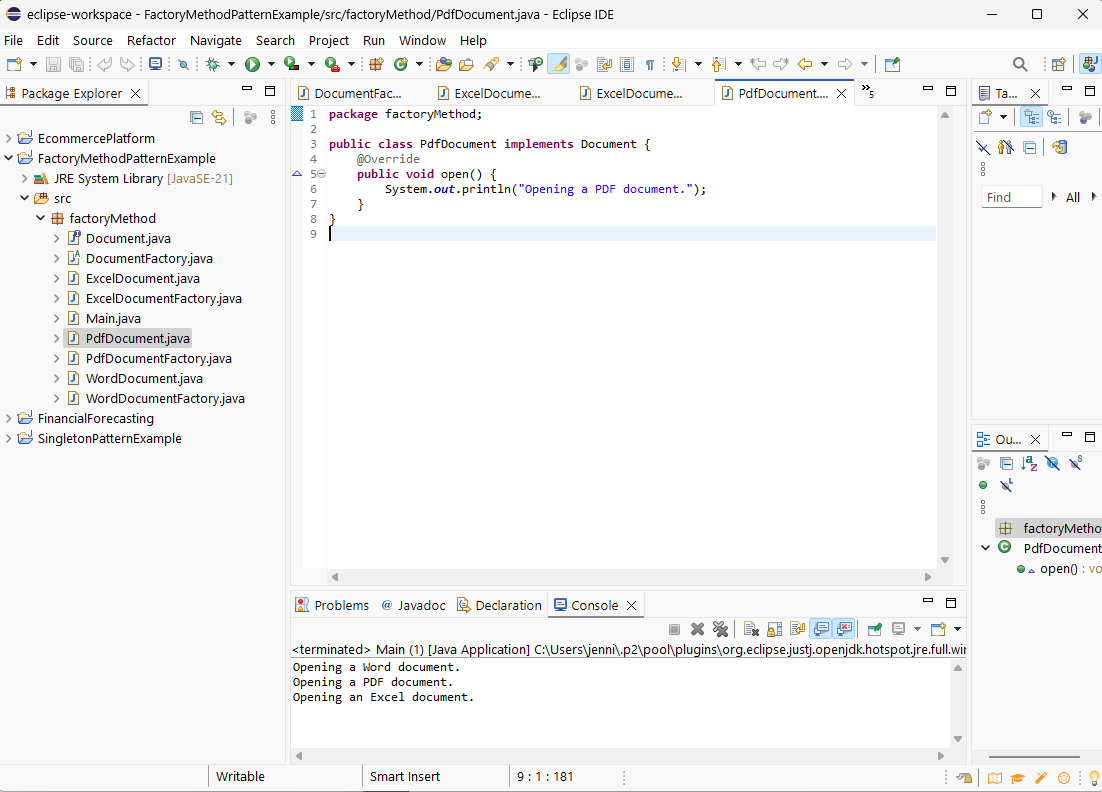 eclipse-workspace - FactoryMethodPatternExample/src/factoryMethod/PdfDocument.java - Eclipse IDE
File Edit Source Refactor Navigate Search Project Run Window Help
Package Explorer
EcommercePlatform
FactoryMethodPatternExample
JRE System Library [JavaSE-21]
src
factoryMethod
Document.java
DocumentFactory.java
ExcelDocument.java
ExcelDocumentFactory.java
Main.java
PdfDocument.java
PdfDocumentFactory.java
WordDocument.java
WordDocumentFactory.java
FinancialForecasting
SingletonPatternExample
DocumentFac... ExcelDocume... ExcelDocume... PdfDocument.... »5
1 package factoryMethod;
2
3 public class PdfDocument implements Document {
4 @Override
5 public void open() {
6 System.out.println("Opening a PDF document.");
7 }
8 }
9
Ta...
Find All A
Ou...
factoryMetho
PdfDocument
open() : vo
Problems @ Javadoc Declaration Console
<terminated> Main (1) [Java Application] C:\Users\jenni\.p2\pool\plugins\org.eclipse.justj.openjdk.hotspot.jre.full.wir
Opening a Word document.
Opening a PDF document.
Opening an Excel document.
Writable Smart Insert 9 : 1 : 181